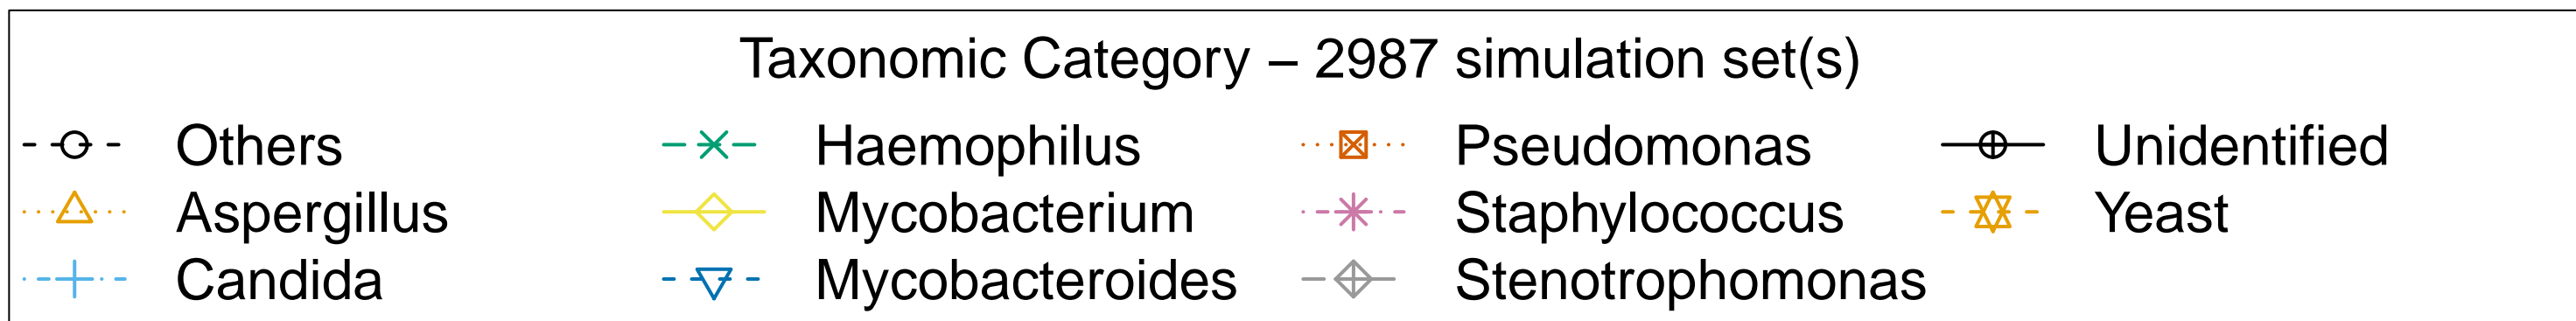 Taxonomic Category – 2987 simulation set(s)
Others Haemophilus Pseudomonas Unidentified
Aspergillus Mycobacterium Staphylococcus Yeast
Candida Mycobacteroides Stenotrophomonas